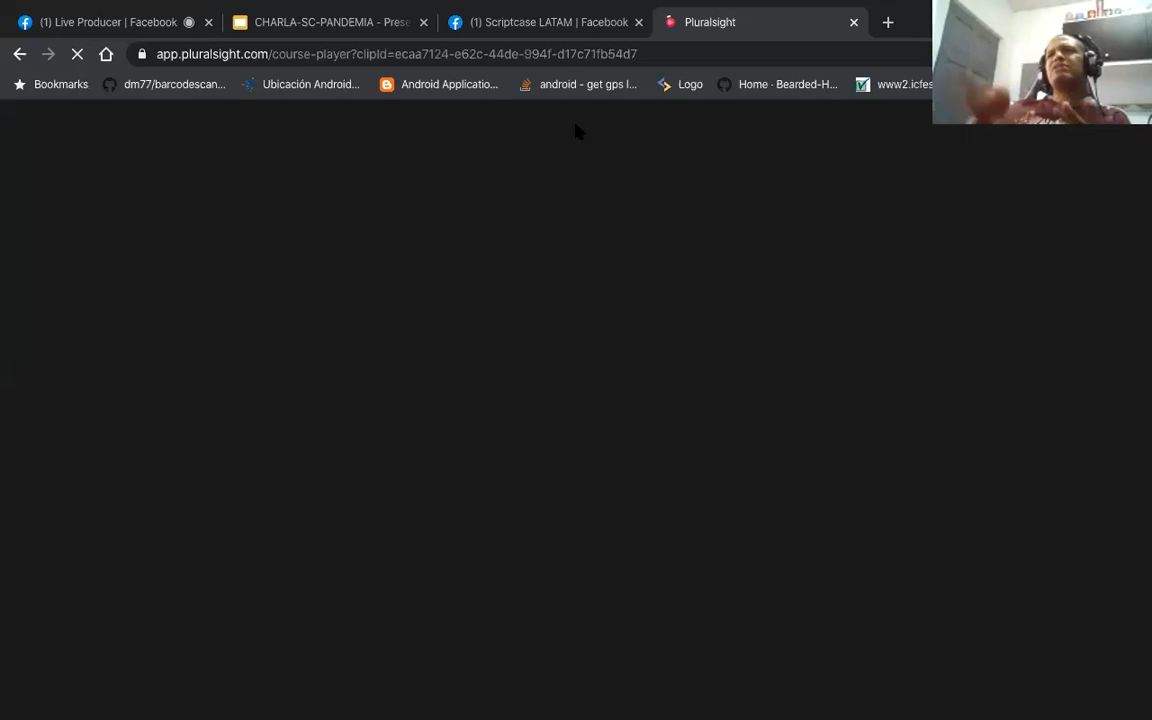 (1) Live Producer | Facebook
CHARLA-SC-PANDEMIA - Prese
(1) Scriptcase LATAM | Facebook
Pluralsight
app.pluralsight.com/course-player?clipId=ecaa7124-e62c-44de-994f-d17c71fb54d7
Bookmarks
dm77/barcodescan...
Ubicación Android...
Android Applicatio...
android - get gps l...
Logo
Home · Bearded-H...
www2.icfes